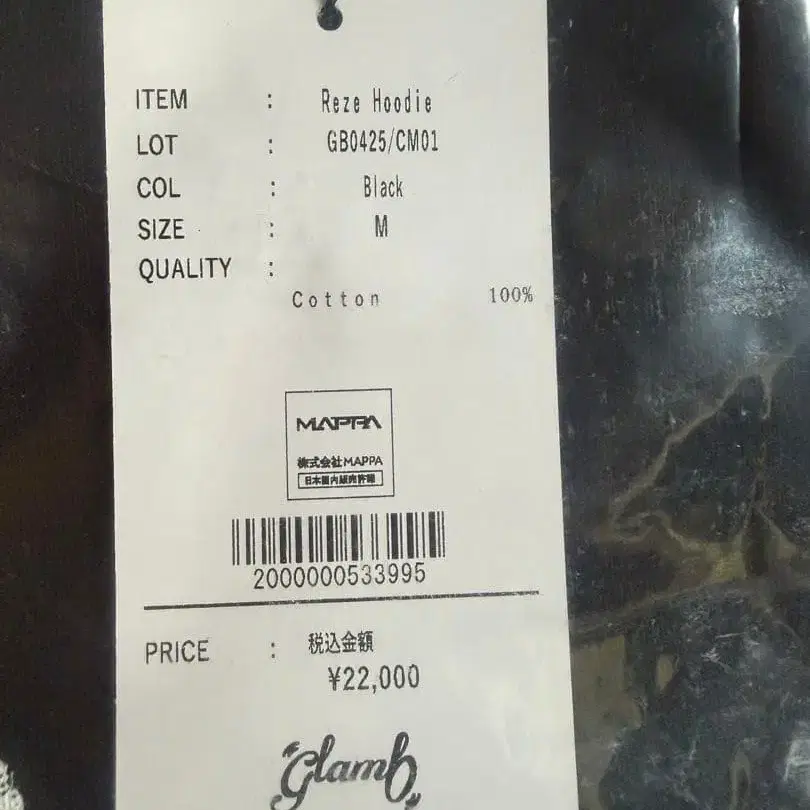 ITEM : Reze Hoodie
LOT : GB0425/CM01
COL : Black
SIZE : M
QUALITY :
Cotton 100%
MAPPA
株式会社MAPPA
日本国内販売許諾
2000000533995
PRICE : 税込金額
¥22,000
glamb